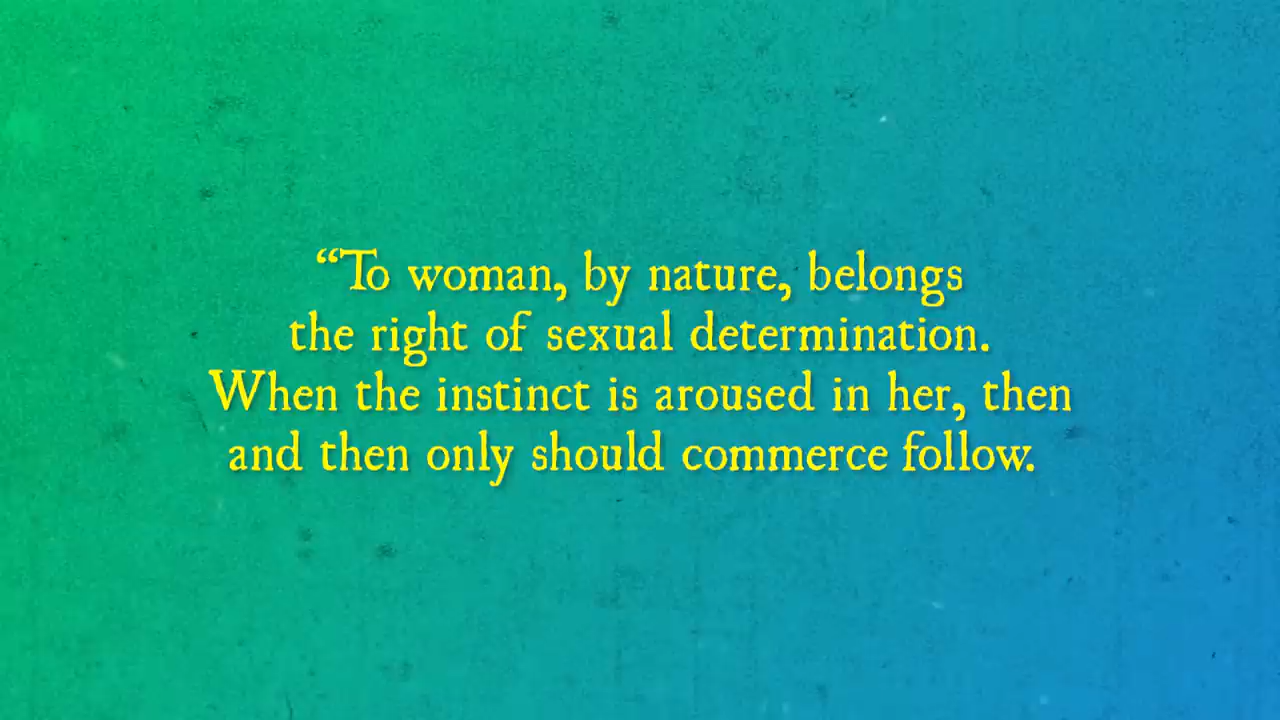 “To woman, by nature, belongs
the right of sexual determination.
When the instinct is aroused in her, then
and then only should commerce follow.